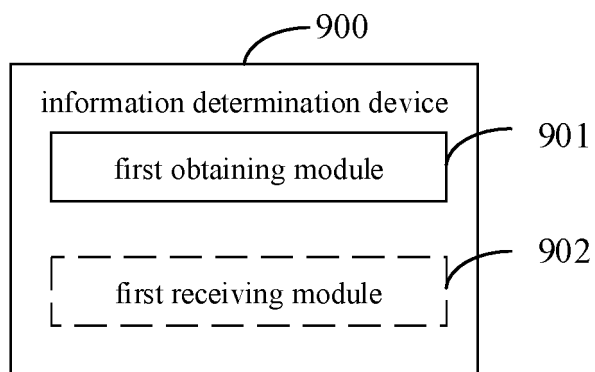 900
information determination device
first obtaining module
901
first receiving module
902